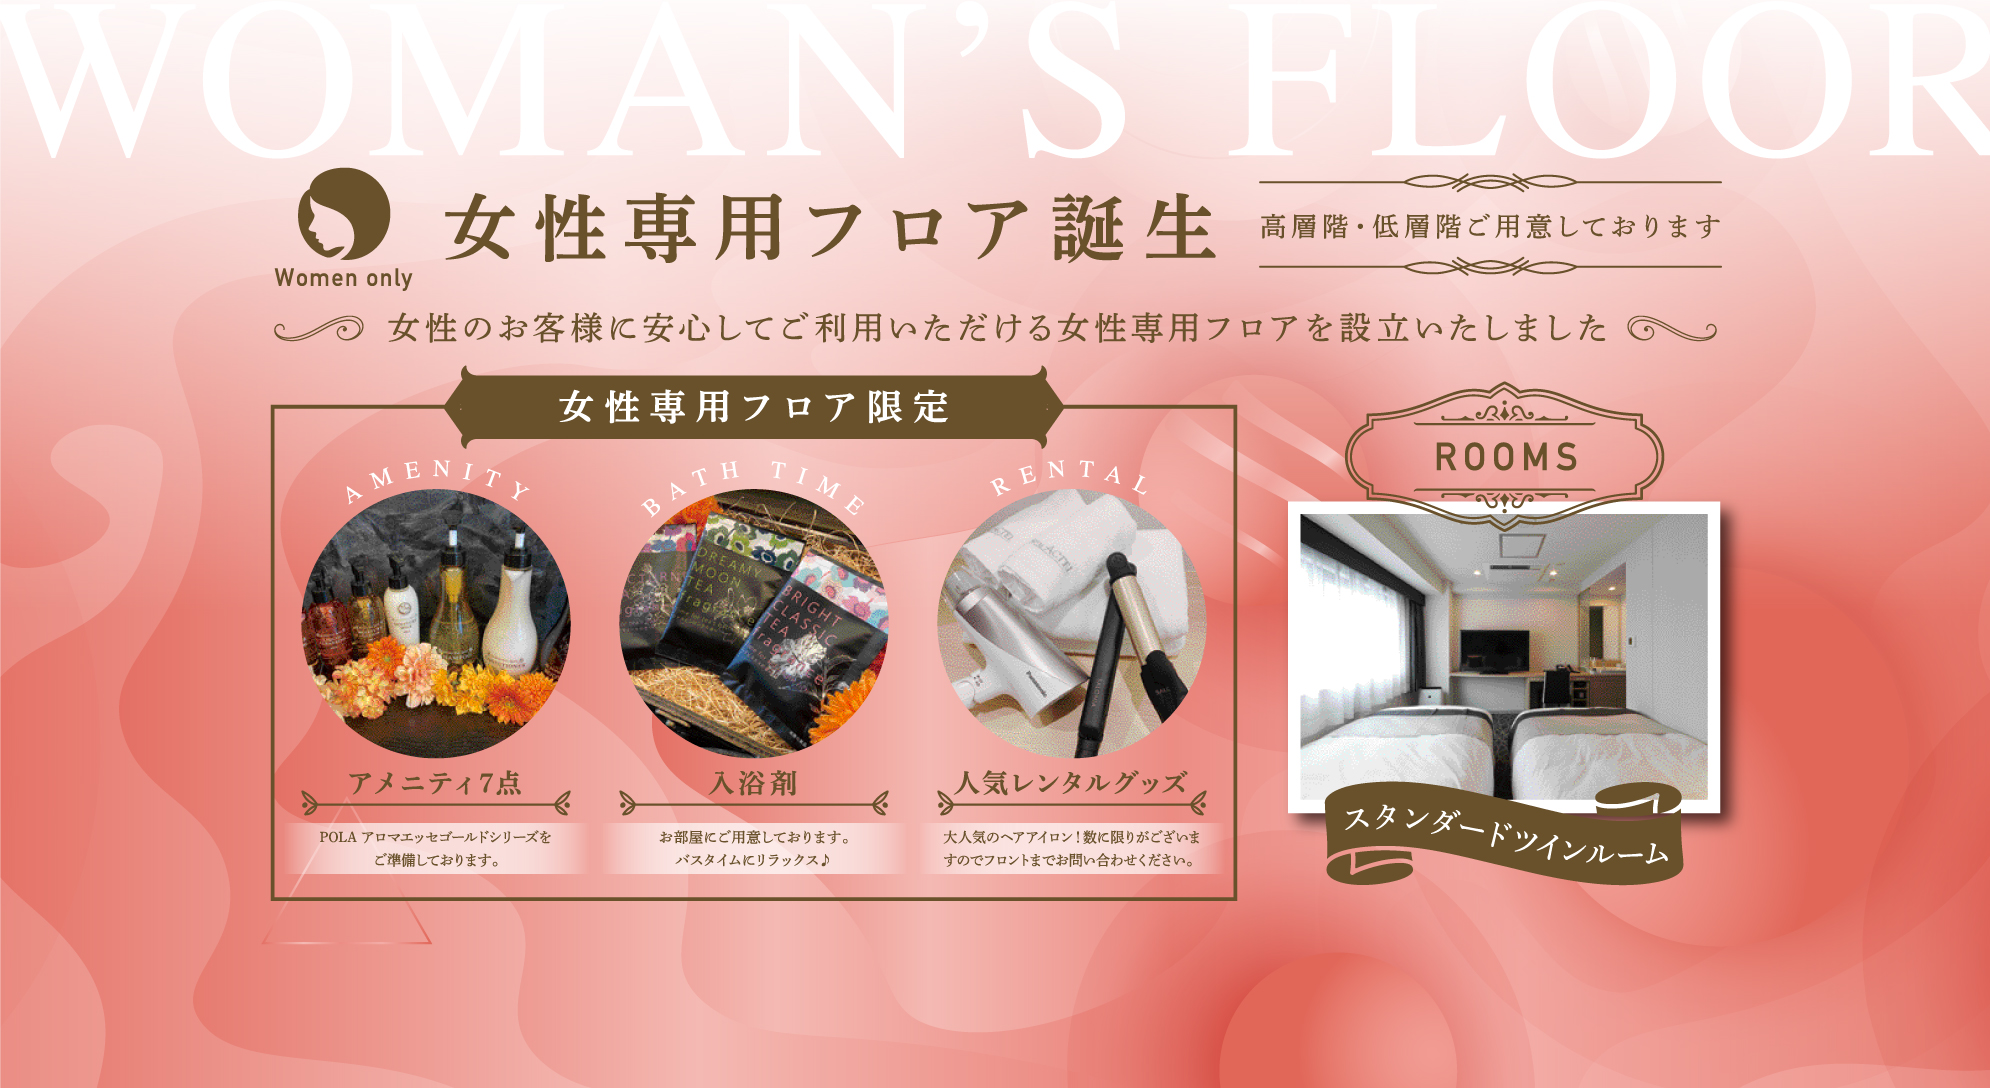 WOMAN'S FLOOR
Women only
女性専用フロア誕生
高層階・低層階ご用意しております
女性のお客様に安心してご利用いただける女性専用フロアを設立いたしました
女性専用フロア限定
AMENITY
アメニティ7点
POLA アロマエッセゴールドシリーズを
ご準備しております。
BATH TIME
DREAMY
MOON
TEA
fragrance
BRIGHT
CLASSIC
TEA
入浴剤
お部屋にご用意しております。
バスタイムにリラックス♪
RENTAL
Panasonic
人気レンタルグッズ
大人気のヘアアイロン！数に限りがございま
すのでフロントまでお問い合わせください。
ROOMS
スタンダードツインルーム